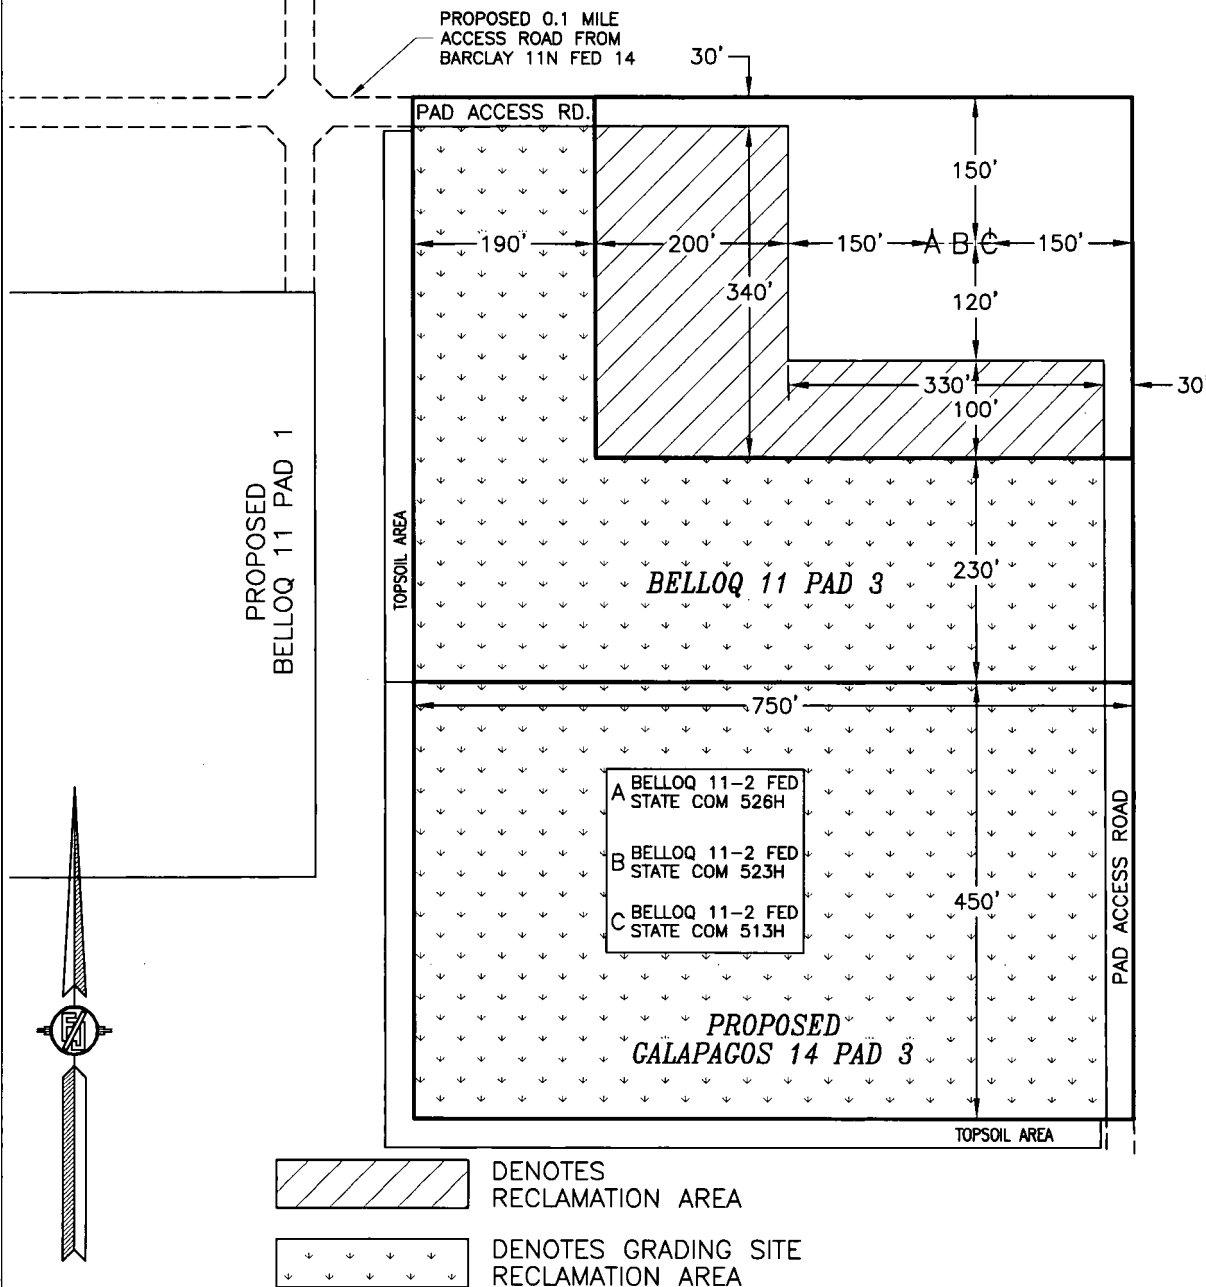 PROPOSED 0.1 MILE
ACCESS ROAD FROM
BARCLAY 11N FED 14
30'
PAD ACCESS RD.
150'
190'
200'
150'
A B C
150'
340'
120'
330'
30'
100'
PROPOSED
BELLOQ 11 PAD 1
TOPSOIL AREA
BELLOQ 11 PAD 3
230'
750'
A BELLOQ 11-2 FED
STATE COM 526H
B BELLOQ 11-2 FED
STATE COM 523H
C BELLOQ 11-2 FED
STATE COM 513H
450'
PAD ACCESS ROAD
PROPOSED
GALAPAGOS 14 PAD 3
TOPSOIL AREA
DENOTES
RECLAMATION AREA
DENOTES GRADING SITE
RECLAMATION AREA